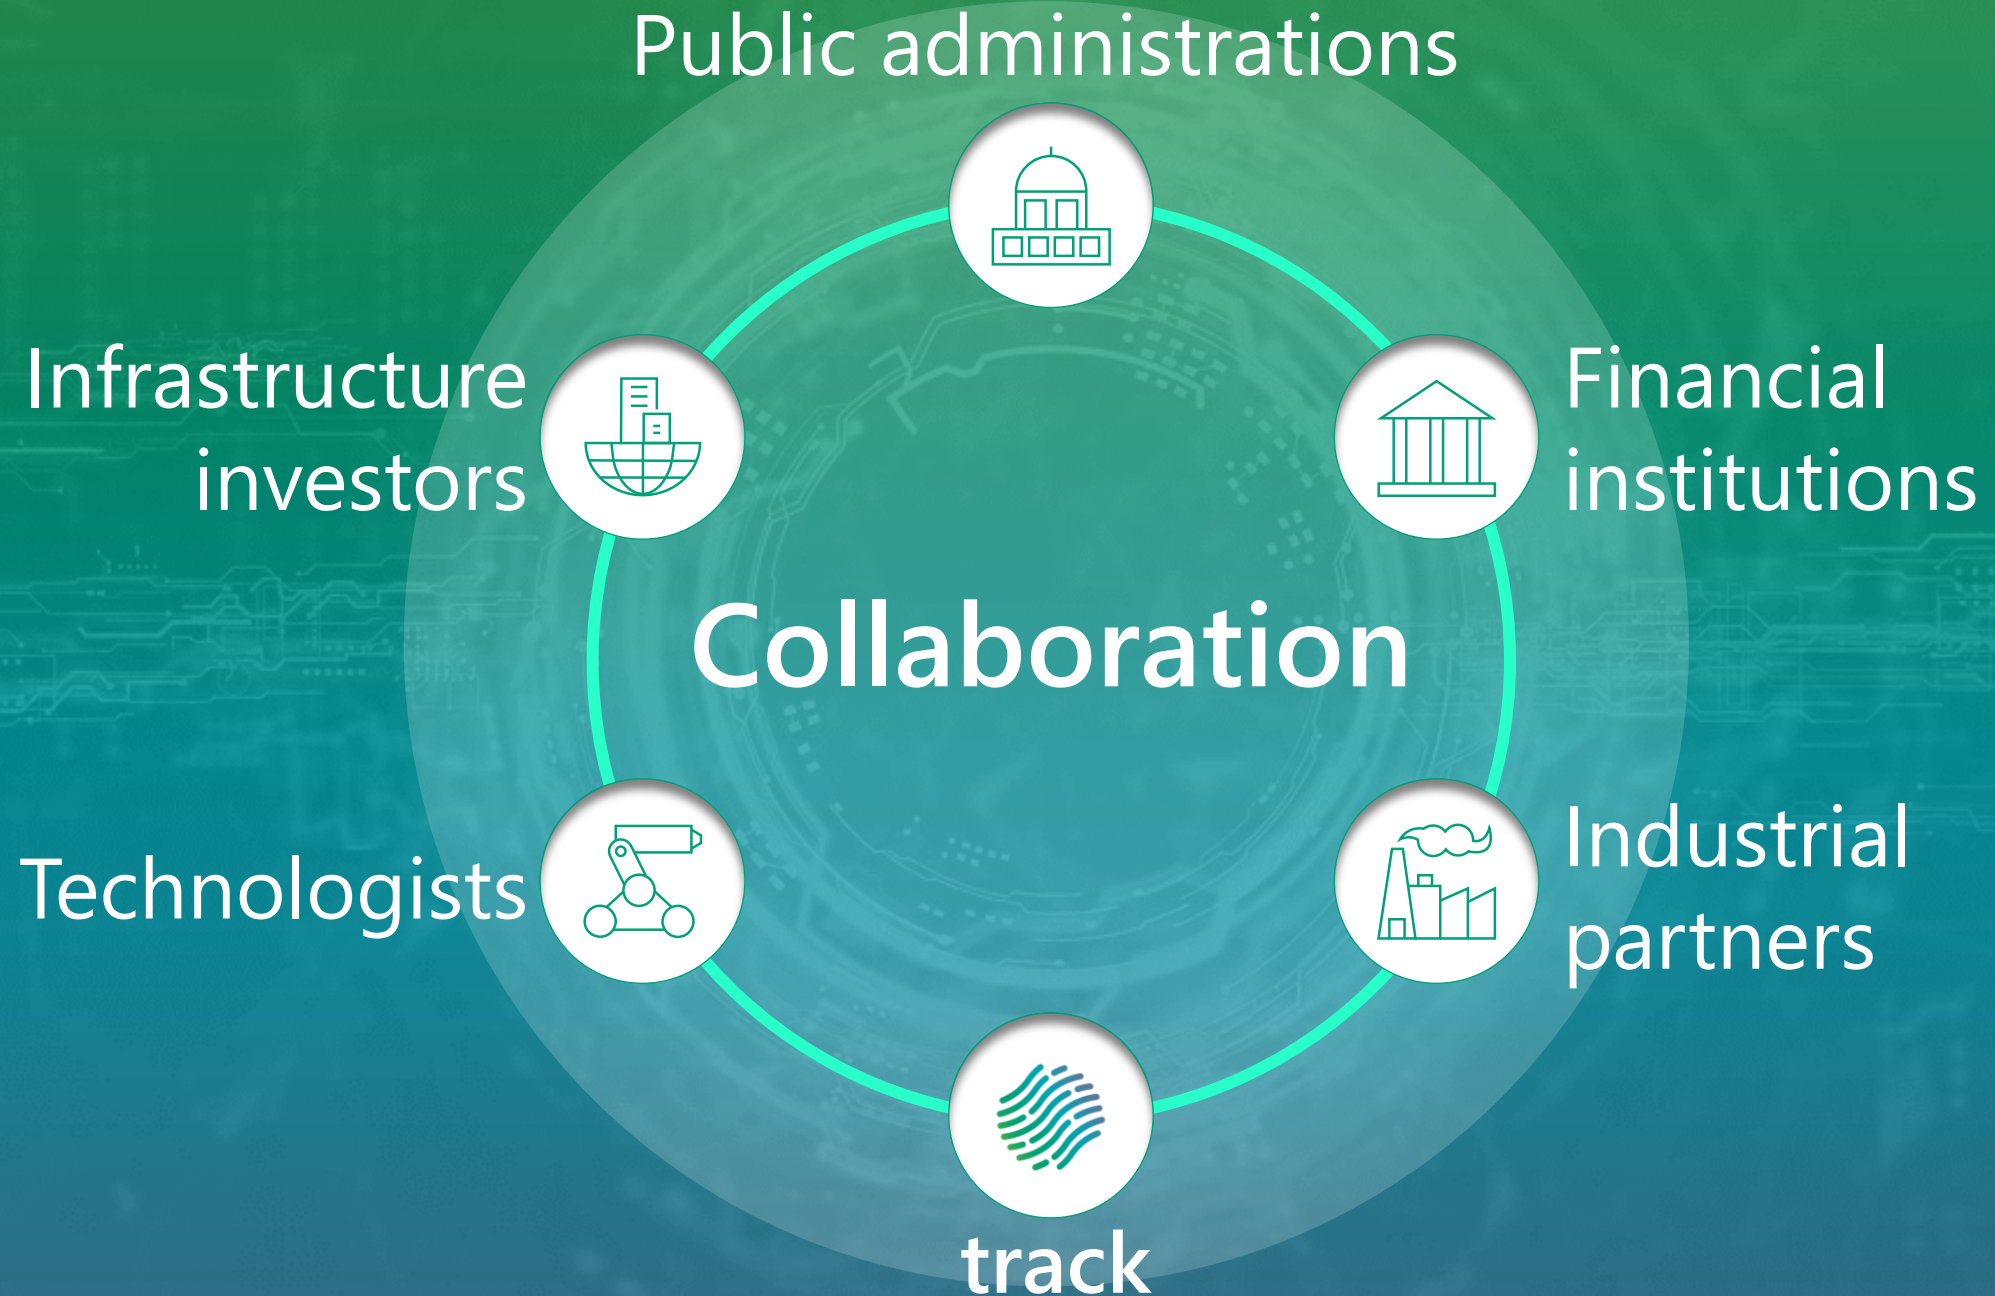 Public administrations
Infrastructure
investors
Financial
institutions
Collaboration
Technologists
Industrial
partners
track